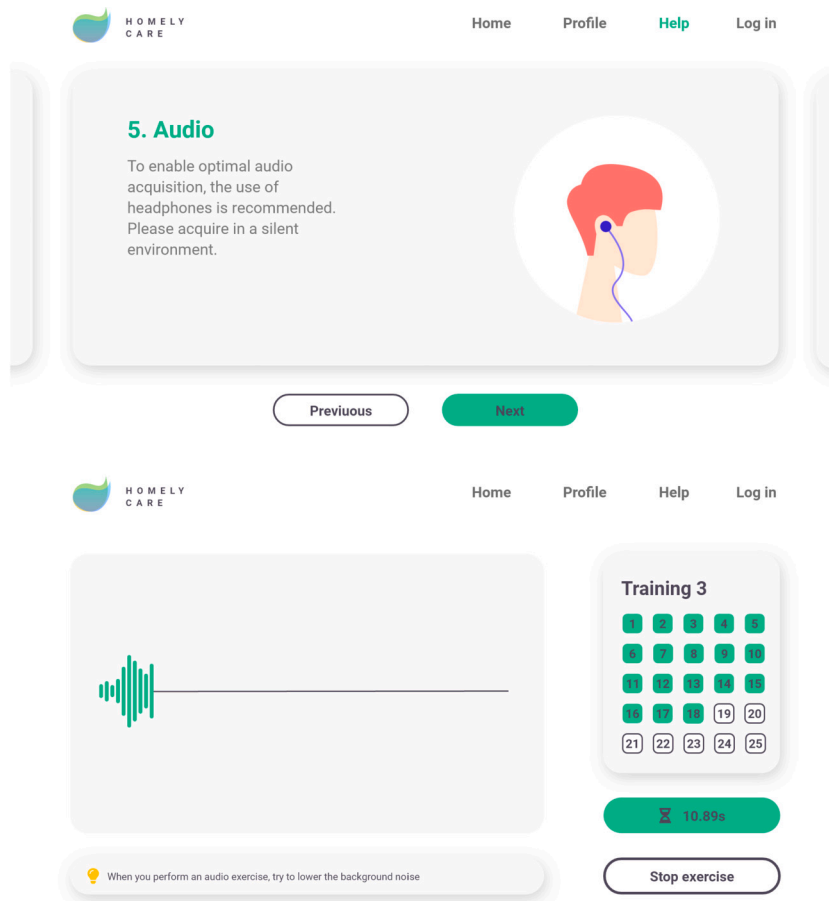 HOMELY
CARE
Home Profile Help Log in
5. Audio
To enable optimal audio
acquisition, the use of
headphones is recommended.
Please acquire in a silent
environment.
Previuous Next
HOMELY
CARE
Home Profile Help Log in
Training 3
1 2 3 4 5
6 7 8 9 10
11 12 13 14 15
16 17 18 19 20
21 22 23 24 25
10.89s
When you perform an audio exercise, try to lower the background noise
Stop exercise